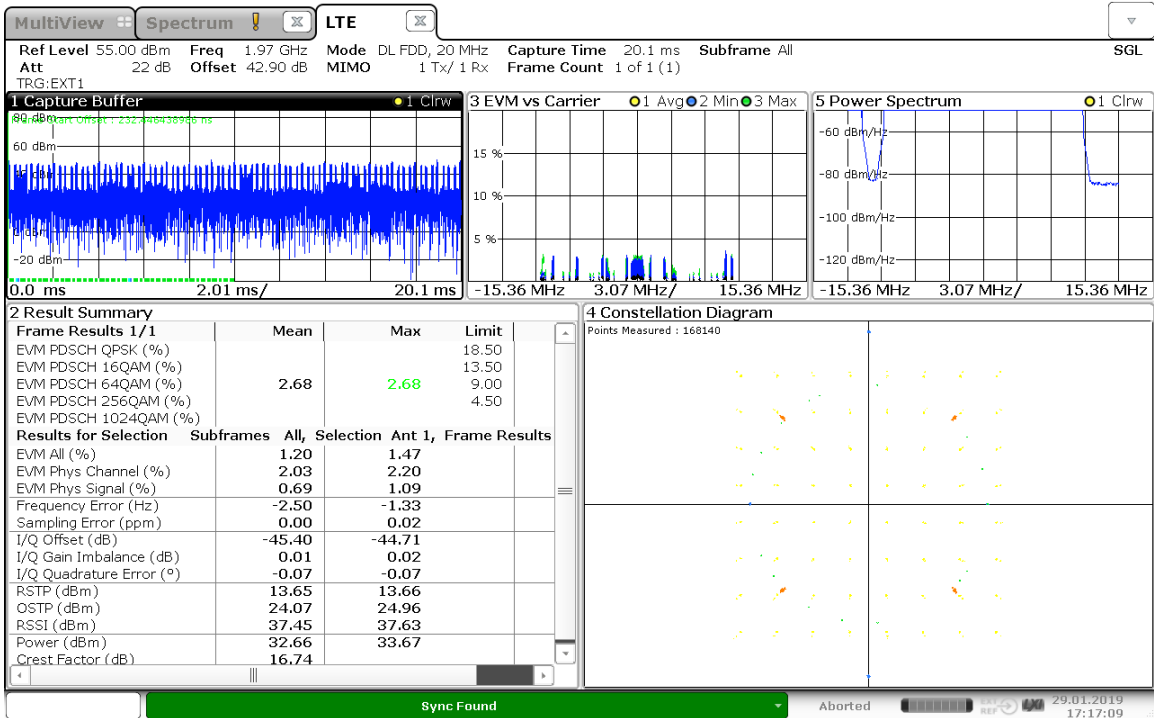 MultiView Spectrum LTE
Ref Level 55.00 dBm Freq 1.97 GHz Mode DL FDD, 20 MHz Capture Time 20.1 ms Subframe All SGL
Att 22 dB Offset 42.90 dB MIMO 1 Tx/ 1 Rx Frame Count 1 of 1 (1)
TRG:EXT1
1 Capture Buffer 1 Clrw
80 dBm
60 dBm
-20 dBm
0.0 ms 2.01 ms/ 20.1 ms
3 EVM vs Carrier 1 Avg 2 Min 3 Max
15 %
10 %
5 %
-15.36 MHz 3.07 MHz/ 15.36 MHz
5 Power Spectrum 1 Clrw
-60 dBm/Hz
-80 dBm/Hz
-100 dBm/Hz
-120 dBm/Hz
-15.36 MHz 3.07 MHz/ 15.36 MHz
2 Result Summary
Frame Results 1/1 Mean Max Limit
EVM PDSCH QPSK (%) 18.50
EVM PDSCH 16QAM (%) 13.50
EVM PDSCH 64QAM (%) 2.68 2.68 9.00
EVM PDSCH 256QAM (%) 4.50
EVM PDSCH 1024QAM (%)
Results for Selection Subframes All, Selection Ant 1, Frame Results
EVM All (%) 1.20 1.47
EVM Phys Channel (%) 2.03 2.20
EVM Phys Signal (%) 0.69 1.09
Frequency Error (Hz) -2.50 -1.33
Sampling Error (ppm) 0.00 0.02
I/Q Offset (dB) -45.40 -44.71
I/Q Gain Imbalance (dB) 0.01 0.02
I/Q Quadrature Error (°) -0.07 -0.07
RSTP (dBm) 13.65 13.66
OSTP (dBm) 24.07 24.96
RSSI (dBm) 37.45 37.63
Power (dBm) 32.66 33.67
Crest Factor (dB) 16.74
4 Constellation Diagram
Points Measured : 168140
Sync Found
Aborted
EXT
REF
LXI
29.01.2019
17:17:09